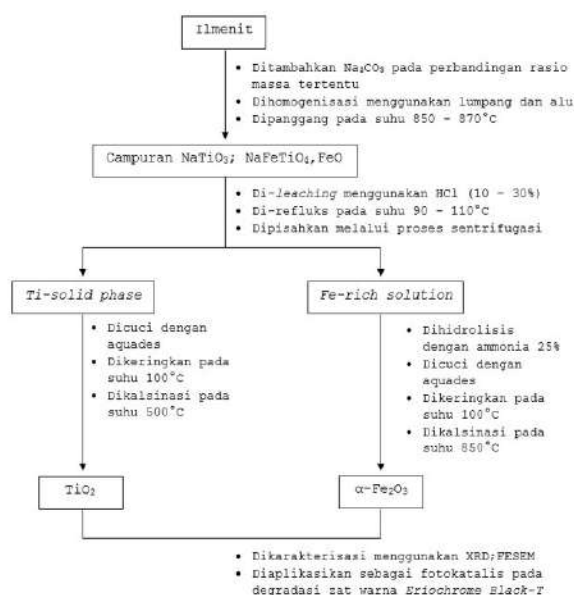 Ilmenit
• Ditambahkan Na₂CO₃ pada perbandingan rasio
massa tertentu
• Dihomogenisasi menggunakan lumpang dan alu
• Dipanggang pada suhu 850 – 870°C
Campuran NaTiO₃; NaFeTiO₄,FeO
• Di-leaching menggunakan HCl (10 – 30%)
• Di-refluks pada suhu 90 – 110°C
• Dipisahkan melalui proses sentrifugasi
Ti-solid phase
• Dicuci dengan
aquades
• Dikeringkan pada
suhu 100°C
• Dikalsinasi pada
suhu 500°C
TiO₂
Fe-rich solution
• Dihidrolisis
dengan ammonia 25%
• Dicuci dengan
aquades
• Dikeringkan pada
suhu 100°C
• Dikalsinasi pada
suhu 850°C
α-Fe₂O₃
• Dikarakterisasi menggunakan XRD;FESEM
• Diaplikasikan sebagai fotokatalis pada
degradasi zat warna Eriochrome Black-T